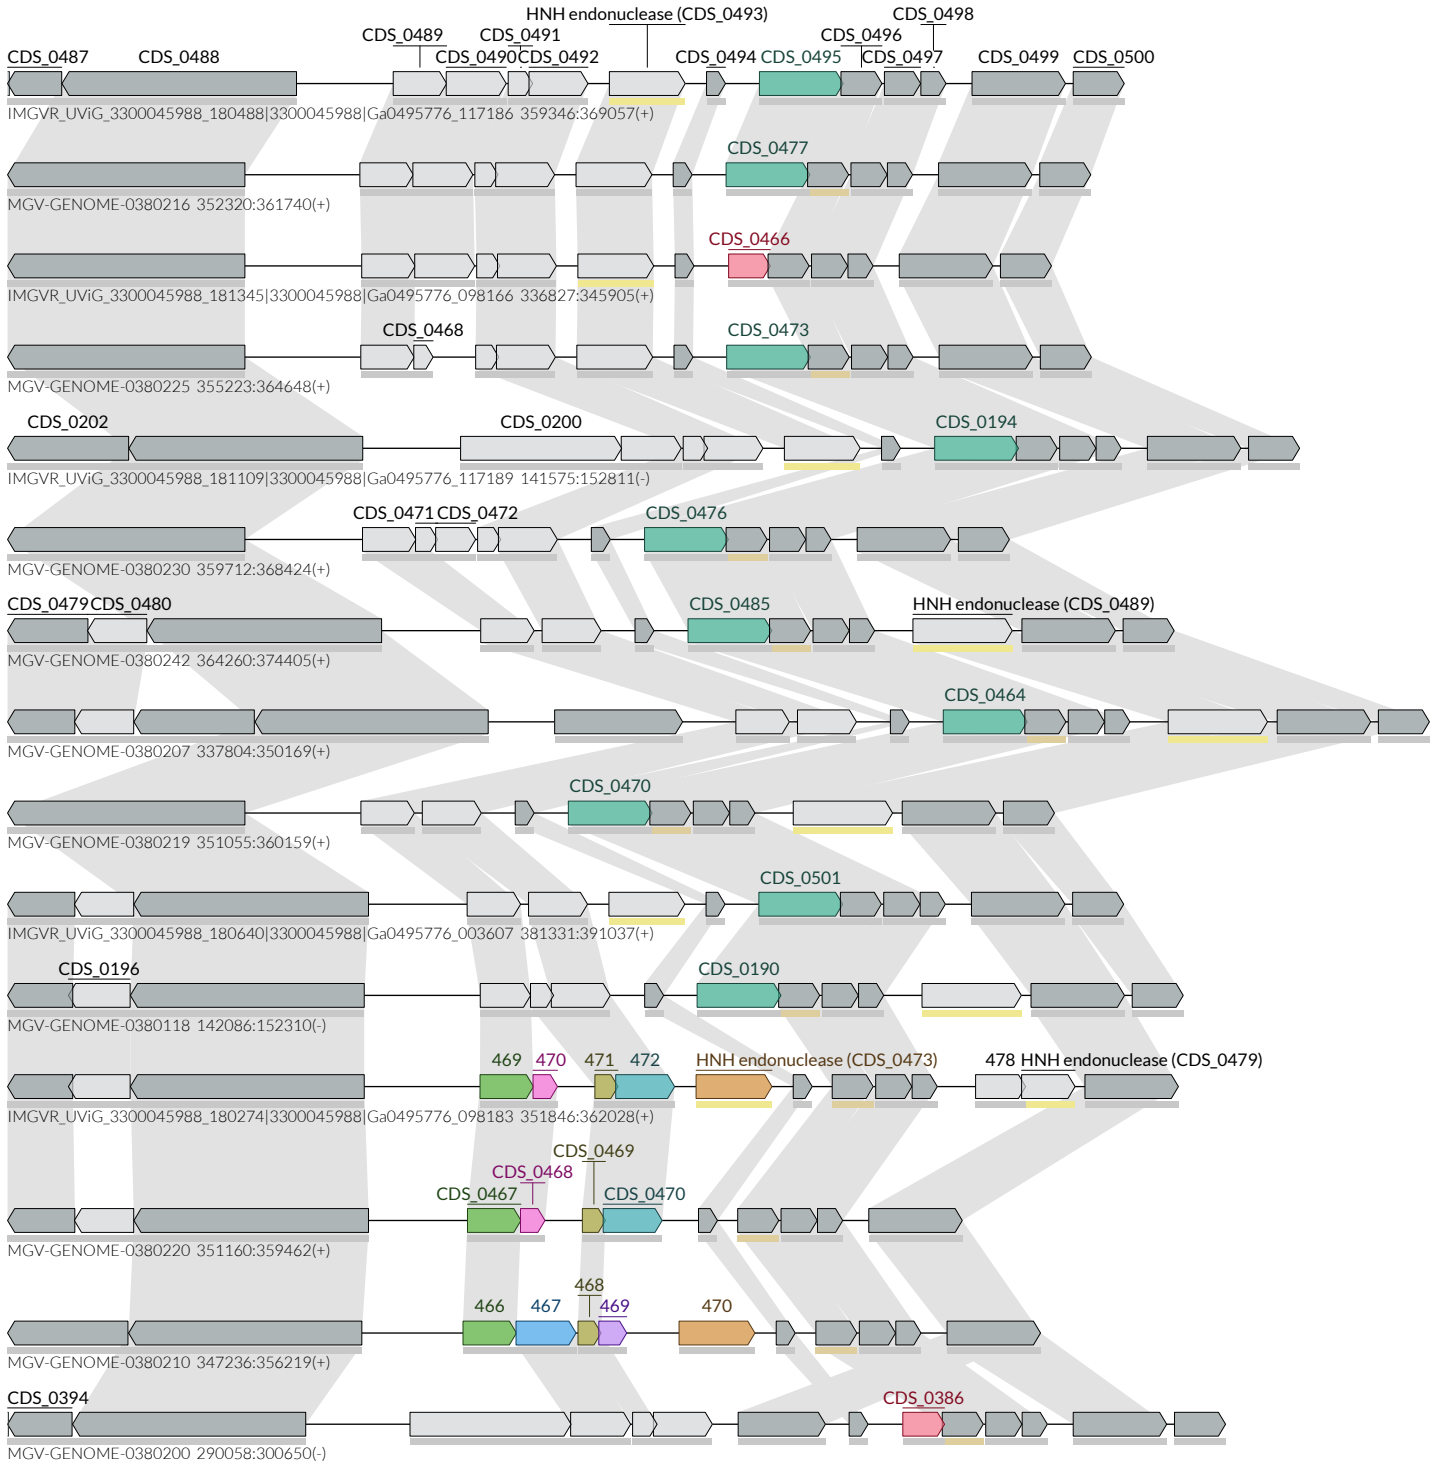 HNH endonuclease (CDS_0493) CDS_0498
CDS_0489 CDS_0491 CDS_0496
CDS_0487 CDS_0488 CDS_0490 CDS_0492 CDS_0494 CDS_0495 CDS_0497 CDS_0499 CDS_0500
IMGVR_UViG_3300045988_180488|3300045988|Ga0495776_117186 359346:369057(+)
CDS_0477
MGV-GENOME-0380216 352320:361740(+)
CDS_0466
IMGVR_UViG_3300045988_181345|3300045988|Ga0495776_098166 336827:345905(+)
CDS_0468 CDS_0473
MGV-GENOME-0380225 355223:364648(+)
CDS_0202 CDS_0200 CDS_0194
IMGVR_UViG_3300045988_181109|3300045988|Ga0495776_117189 141575:152811(-)
CDS_0471 CDS_0472 CDS_0476
MGV-GENOME-0380230 359712:368424(+)
CDS_0479 CDS_0480 CDS_0485 HNH endonuclease (CDS_0489)
MGV-GENOME-0380242 364260:374405(+)
CDS_0464
MGV-GENOME-0380207 337804:350169(+)
CDS_0470
MGV-GENOME-0380219 351055:360159(+)
CDS_0501
IMGVR_UViG_3300045988_180640|3300045988|Ga0495776_003607 381331:391037(+)
CDS_0196 CDS_0190
MGV-GENOME-0380118 142086:152310(-)
469 470 471 472 HNH endonuclease (CDS_0473) 478 HNH endonuclease (CDS_0479)
IMGVR_UViG_3300045988_180274|3300045988|Ga0495776_098183 351846:362028(+)
CDS_0469
CDS_0468
CDS_0467 CDS_0470
MGV-GENOME-0380220 351160:359462(+)
468
466 467 469 470
MGV-GENOME-0380210 347236:356219(+)
CDS_0394 CDS_0386
MGV-GENOME-0380200 290058:300650(-)